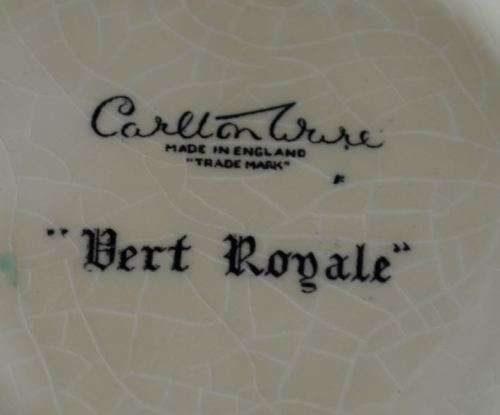 Carlton Ware
MADE IN ENGLAND
"TRADE MARK"
"Vert Royale"